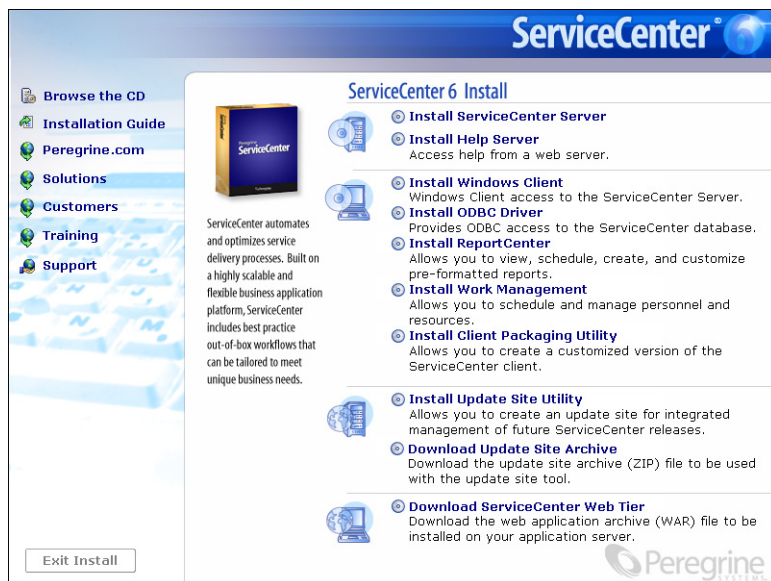 ServiceCenter®
Browse the CD
Installation Guide
Peregrine.com
Solutions
Customers
Training
Support
Exit Install
Peregrine
ServiceCenter
ServiceCenter automates
and optimizes service
delivery processes. Built on
a highly scalable and
flexible business application
platform, ServiceCenter
includes best practice
out-of-box workflows that
can be tailored to meet
unique business needs.
ServiceCenter 6 Install
Install ServiceCenter Server
Install Help Server
Access help from a web server.
Install Windows Client
Windows Client access to the ServiceCenter Server.
Install ODBC Driver
Provides ODBC access to the ServiceCenter database.
Install ReportCenter
Allows you to view, schedule, create, and customize
pre-formatted reports.
Install Work Management
Allows you to schedule and manage personnel and
resources.
Install Client Packaging Utility
Allows you to create a customized version of the
ServiceCenter client.
Install Update Site Utility
Allows you to create an update site for integrated
management of future ServiceCenter releases.
Download Update Site Archive
Download the update site archive (ZIP) file to be used
with the update site tool.
Download ServiceCenter Web Tier
Download the web application archive (WAR) file to be
installed on your application server.
Peregrine
SYSTEMS